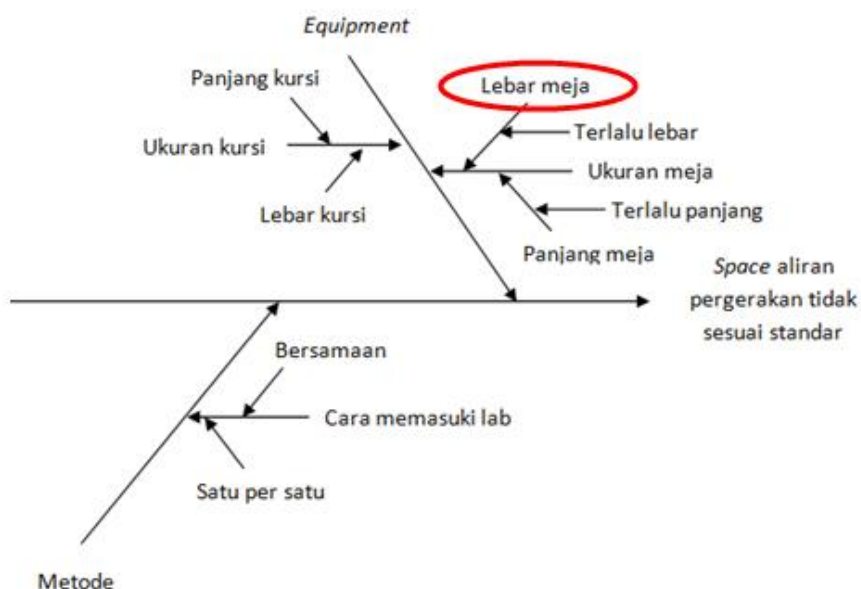 Equipment
Panjang kursi
Lebar meja
Terlalu lebar
Ukuran kursi
Ukuran meja
Lebar kursi
Terlalu panjang
Panjang meja
Space aliran
pergerakan tidak
sesuai standar
Bersamaan
Cara memasuki lab
Satu per satu
Metode